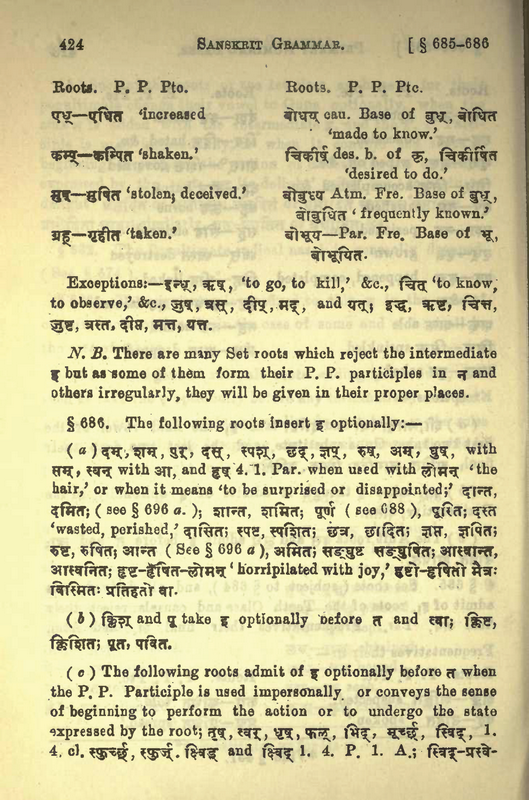 424 SANSKRIT GRAMMAR. [ § 685-686
Roots. P. P. Ptc. Roots. P. P. Ptc.
एध्—एधित 'increased बोधय cau. Base of बुध्, बोधित
'made to know.'
कम्प्—कम्पित 'shaken.' चिकीर्ष des. b. of कृ, चिकीर्षित
'desired to do.'
मुष्—मुषित 'stolen; deceived.' बोबुध्य Atm. Fre. Base of बुध्,
बोबुधित 'frequently known.'
ग्रह्—गृहीत 'taken.' बोभूय—Par. Fre. Base of भू,
बोभूयित.
Exceptions:—इन्ध्, ऋष्, 'to go, to kill,' &c., चित् 'to know,
to observe,' &c., जुष्, त्रस्, दीप्, मद्, and यत्; इद्ध, ऋष्ट, चित्त,
जुष्ट, त्रस्त, दीप्त, मत्त, यत्त.
N. B. There are many Set roots which reject the intermediate
इ but as some of them form their P. P. participles in न and
others irregularly, they will be given in their proper places.
§ 686. The following roots insert इ optionally:—
( a ) दम्, शम्, पुर्, दस्, स्पश्, छद्, ज्ञप्, रुष्, अम्, घुष्, with
सम्, स्वन् with आ, and हृष् 4. 1. Par. when used with लोमन् 'the
hair,' or when it means 'to be surprised or disappointed;' दान्त,
दमित; ( see § 696 a. ); शान्त, शमित; पूर्ण ( see 688 ), पूरित; दस्त
'wasted, perished,' दासित; स्पष्ट, स्पशित; छन्न, छादित; ज्ञप्त, ज्ञपित;
रुष्ट, रुषित; आन्त ( See § 696 a ), अमित; सङ्घुष्ट सङ्घुषित; आस्वान्त,
आस्वनित; हृष्ट-हृषित-लोमन् 'horripilated with joy,' हृष्टो-हृषितो मैत्रः
विस्मितः प्रतिहतो वा.
( b ) क्लिश् and पू take इ optionally before त and त्वा; क्लिष्ट,
क्लिशित; पूत, पवित.
( c ) The following roots admit of इ optionally before त when
the P. P. Participle is used impersonally or conveys the sense
of beginning to perform the action or to undergo the state
expressed by the root; तृष्, स्वर्, धृष्, फल्, भिद्, मूर्च्छ्, स्विद्, 1.
4. cl. स्फूर्च्छ्, स्फूर्ज्. क्ष्विड् and क्ष्विद् 1. 4. P. 1. A.; स्विद्-प्रस्वे-